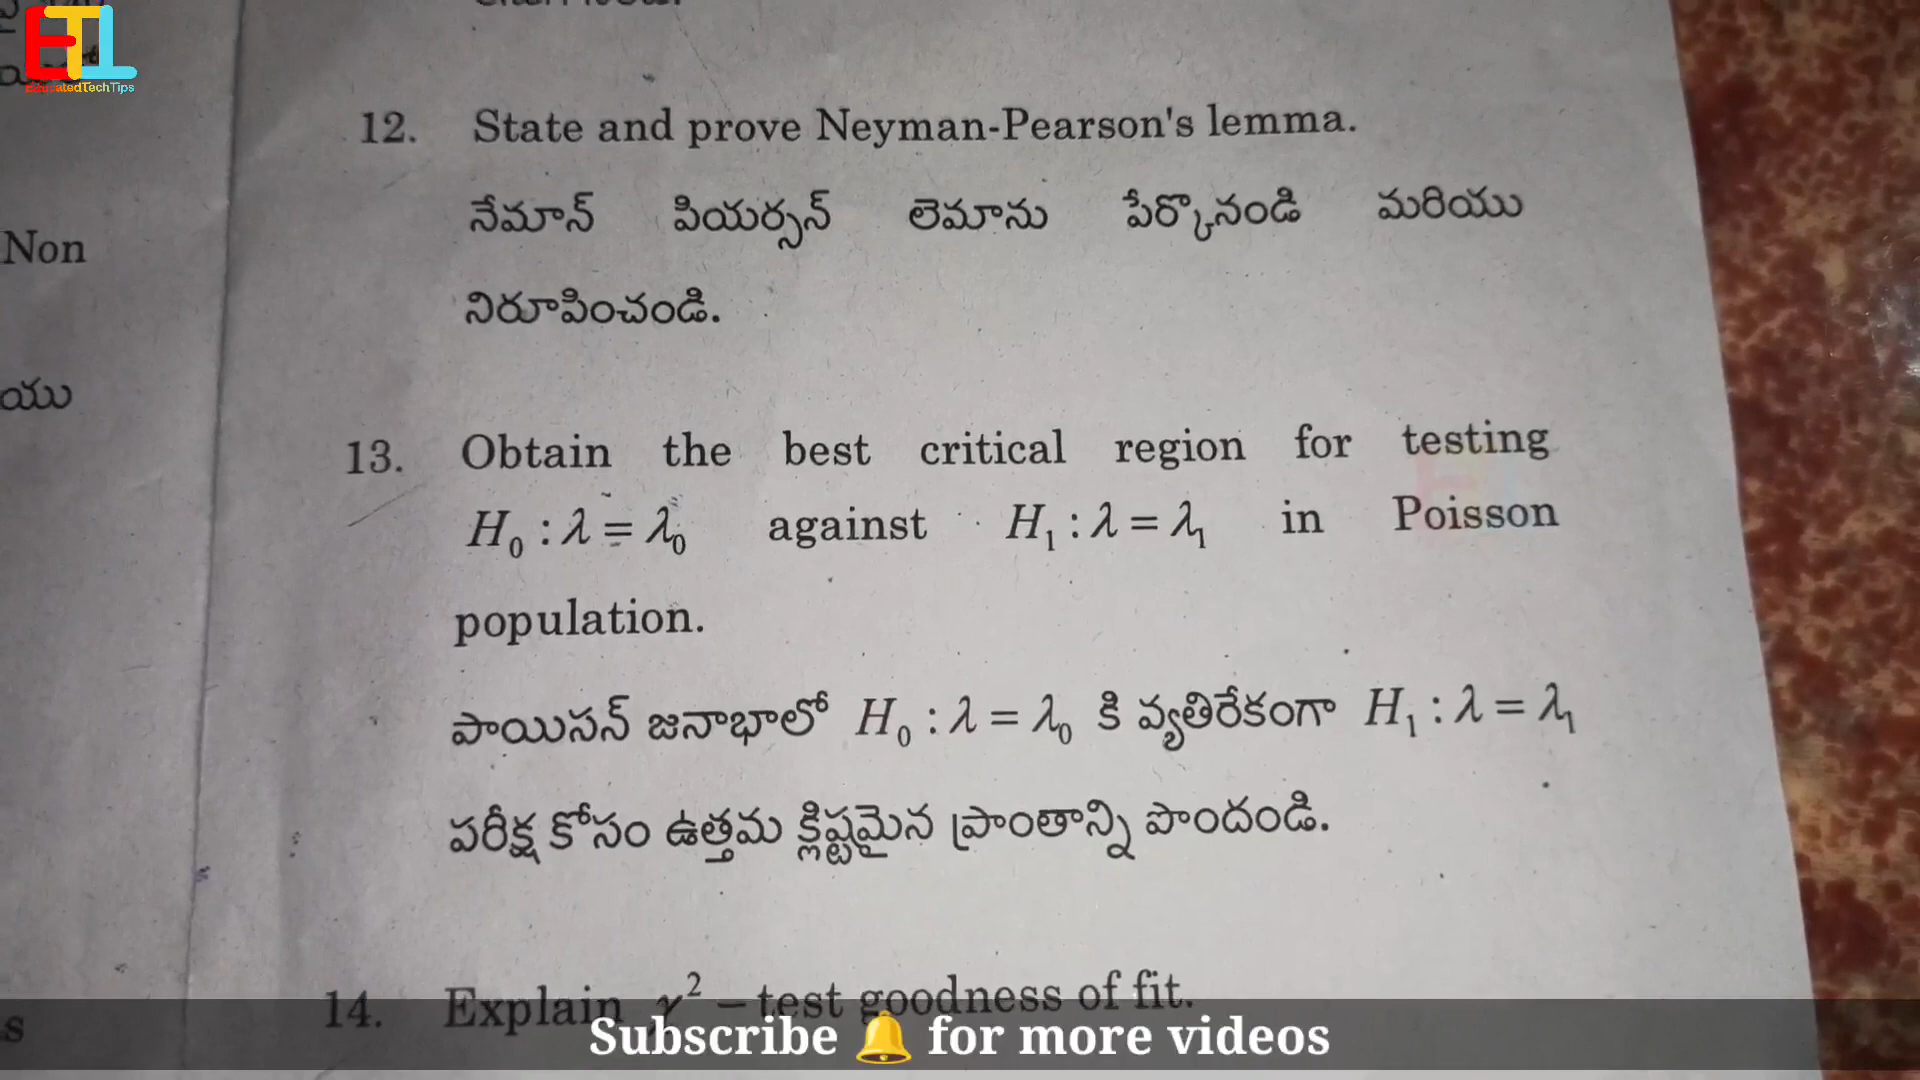 ETL
EducatedTechTips
12. State and prove Neyman-Pearson's lemma.
నేమాన్ పియర్సన్ లెమాను పేర్కొనండి మరియు
నిరూపించండి.
Non
యు
13. Obtain the best critical region for testing
H₀ : λ = λ₀ against H₁ : λ = λ₁ in Poisson
population.
పాయిసన్ జనాభాలో H₀ : λ = λ₀ కి వ్యతిరేకంగా H₁ : λ = λ₁
పరీక్ష కోసం ఉత్తమ క్లిష్టమైన ప్రాంతాన్ని పొందండి.
14. Explain χ² – test goodness of fit.
s
Subscribe 🔔 for more videos